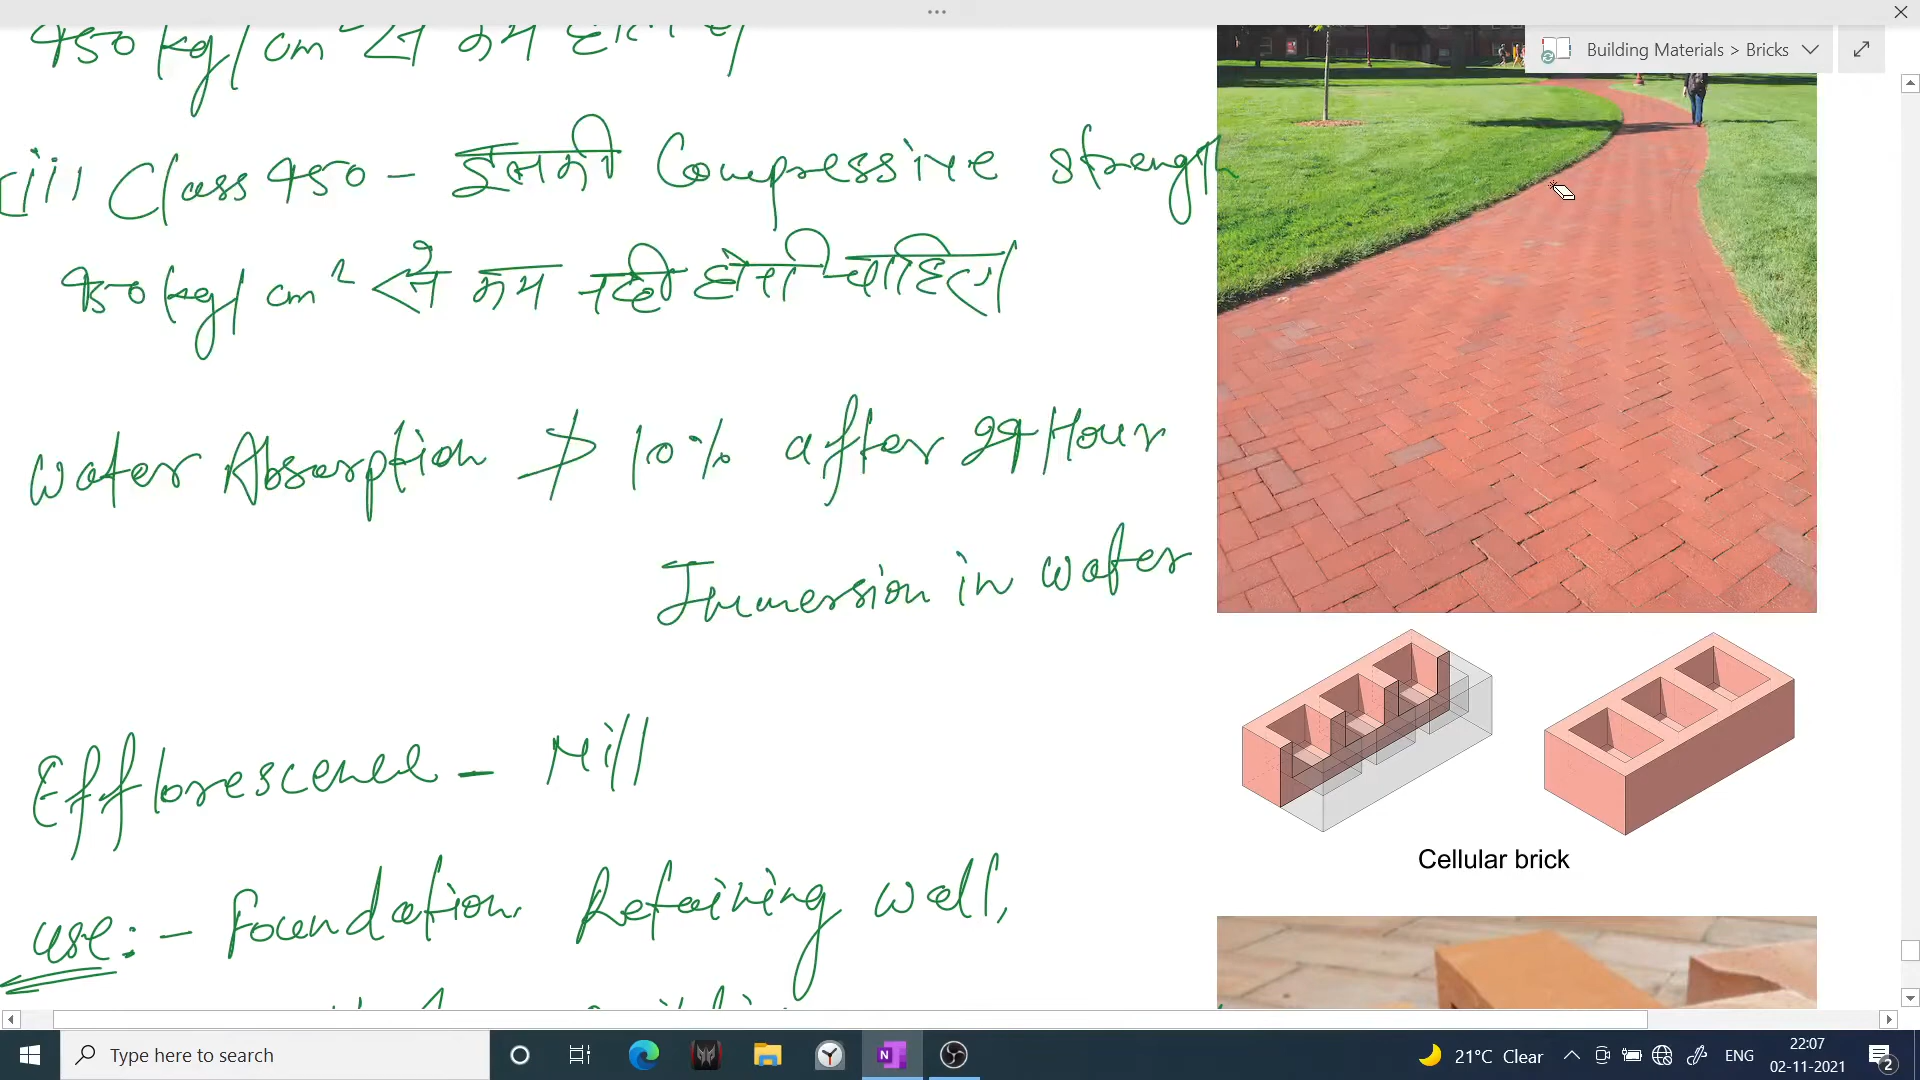 450 kg/cm² से कम होती है
(iii) Class 450 – इसकी Compressive strength
450 kg/cm² से कम नही होनी चाहिए।
Water Absorption ≯ 10% after 24 Hour
Immersion in water
Efflorescence – Nill
use:- Foundation, Retaining wall,
Building Materials > Bricks
Cellular brick
Type here to search
21°C Clear
ENG
22:07
02-11-2021
2